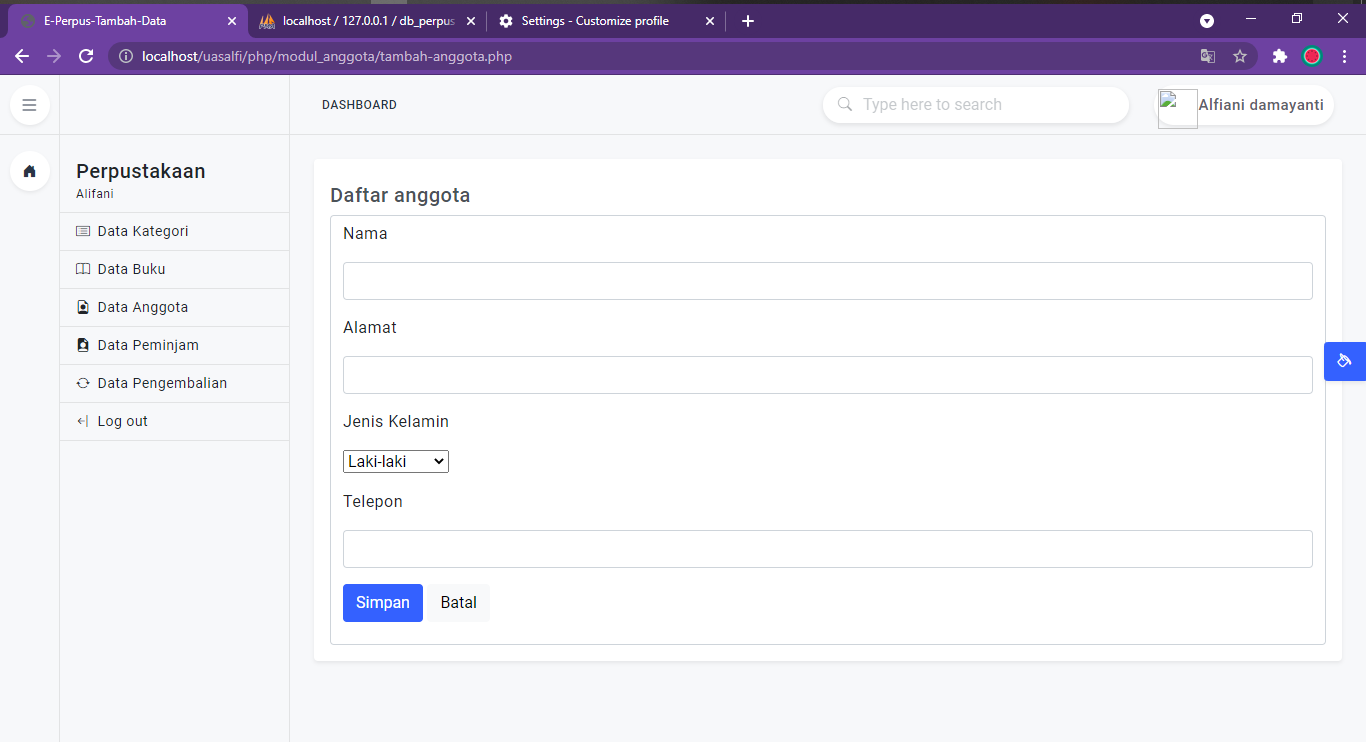 E-Perpus-Tambah-Data
localhost / 127.0.0.1 / db_perpus
Settings - Customize profile
localhost/uasalfi/php/modul_anggota/tambah-anggota.php
DASHBOARD
Type here to search
Alfiani damayanti
Perpustakaan
Alifani
Data Kategori
Data Buku
Data Anggota
Data Peminjam
Data Pengembalian
Log out
Daftar anggota
Nama
Alamat
Jenis Kelamin
Laki-laki
Telepon
Simpan
Batal